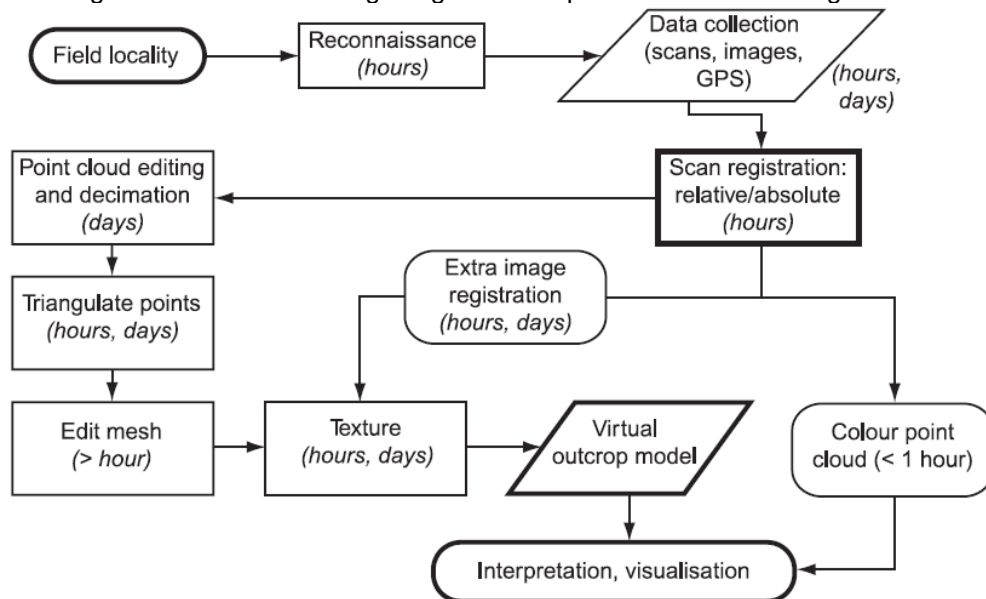 Field locality
Reconnaissance
(hours)
Data collection
(scans, images,
GPS)
(hours,
days)
Point cloud editing
and decimation
(days)
Scan registration:
relative/absolute
(hours)
Extra image
registration
(hours, days)
Triangulate points
(hours, days)
Edit mesh
(> hour)
Texture
(hours, days)
Virtual
outcrop model
Colour point
cloud (< 1 hour)
Interpretation, visualisation